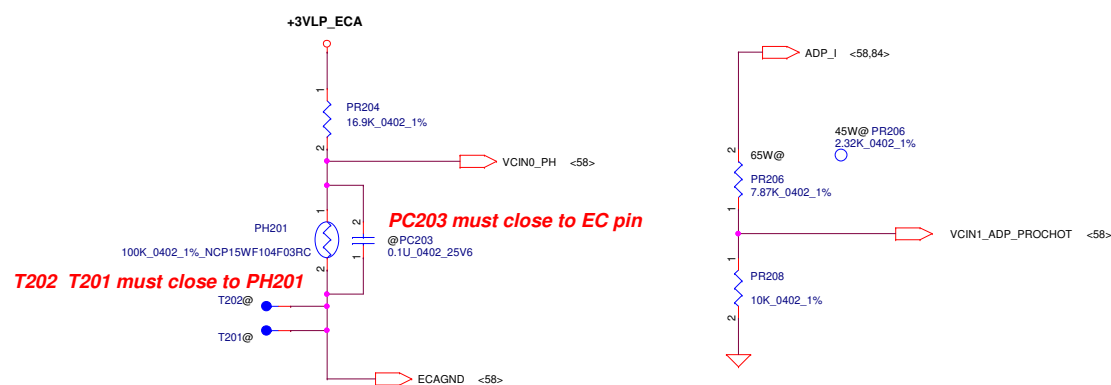 +3VLP_ECA
1
PR204
16.9K_0402_1%
2
VCIN0_PH <58>
1
2
PC203 must close to EC pin
PH201
@PC203
100K_0402_1%_NCP15WF104F03RC
0.1U_0402_25V6
2
1
T202 T201 must close to PH201
T202@
T201@
ECAGND <58>
ADP_I <58,84>
45W@ PR206
2.32K_0402_1%
2
65W@
PR206
7.87K_0402_1%
1
VCIN1_ADP_PROCHOT <58>
1
PR208
10K_0402_1%
2